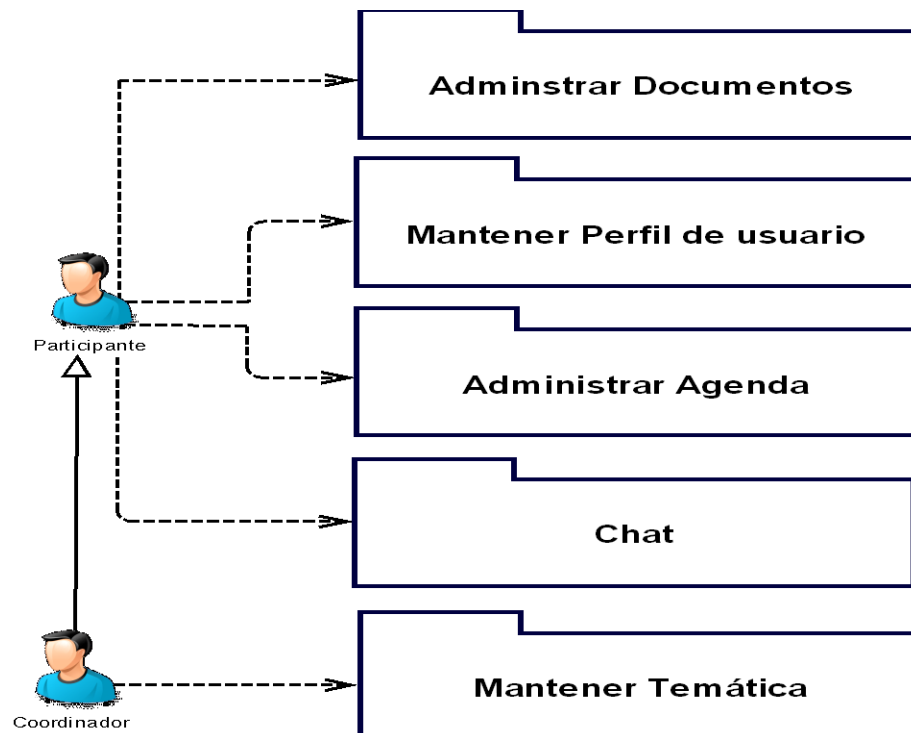 Adminstrar Documentos
Mantener Perfil de usuario
Participante
Administrar Agenda
Chat
Mantener Temática
Coordinador